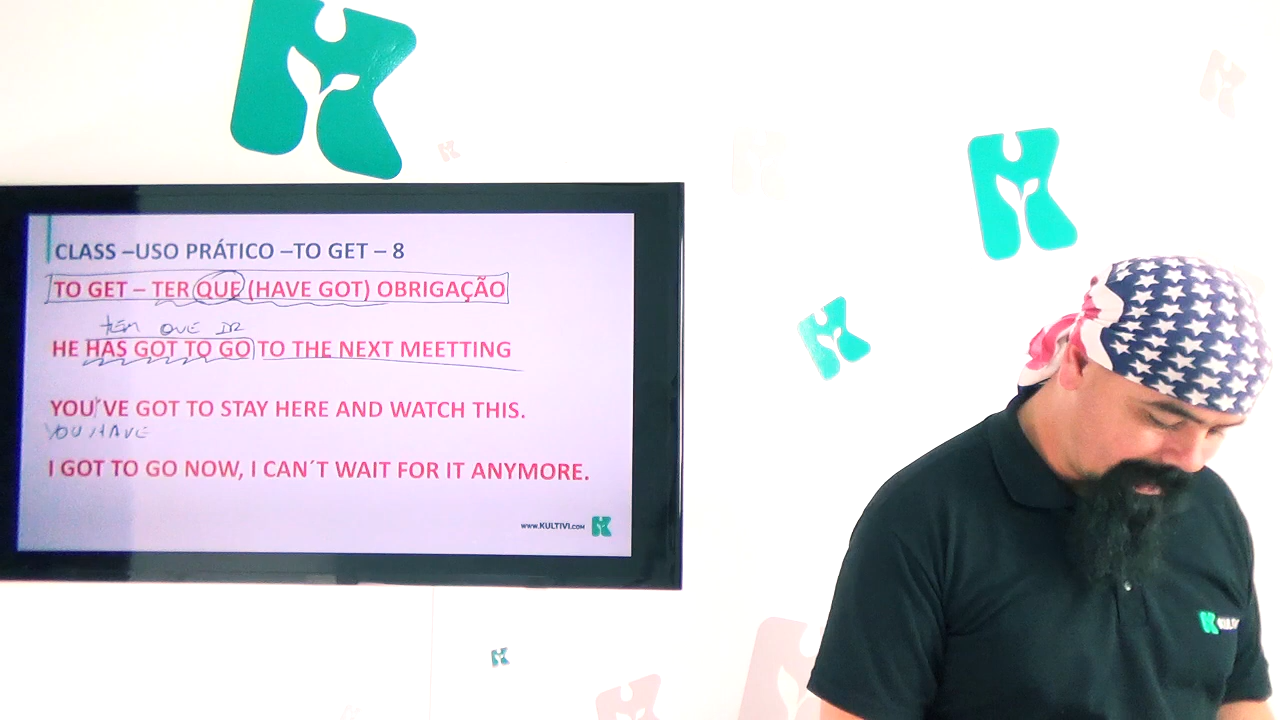 CLASS –USO PRÁTICO –TO GET – 8
TO GET – TER QUE (HAVE GOT) OBRIGAÇÃO
TEM QUE IR
HE HAS GOT TO GO TO THE NEXT MEETTING
YOU'VE GOT TO STAY HERE AND WATCH THIS.
YOU HAVE
I GOT TO GO NOW, I CAN´T WAIT FOR IT ANYMORE.
www.KULTIVI.COM